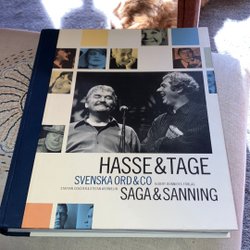 HASSE & TAGE
SVENSKA ORD & CO
SAGA & SANNING